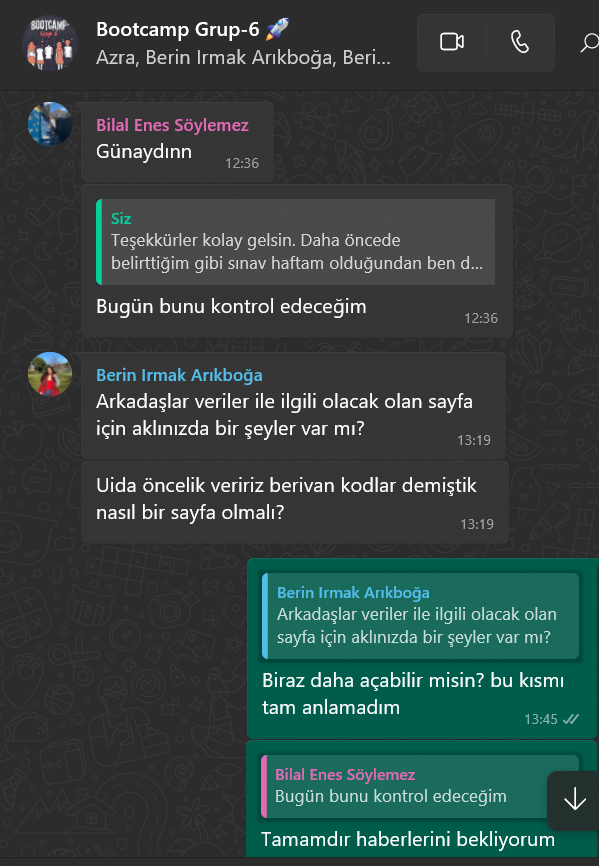 BOOTCAMP-
Grup 6
Bootcamp Grup-6 🚀
Azra, Berin Irmak Arıkboğa, Beri...
Bilal Enes Söylemez
Günaydınn
12:36
Siz
Teşekkürler kolay gelsin. Daha öncede
belirttiğim gibi sınav haftam olduğundan ben d...
Bugün bunu kontrol edeceğim
12:36
Berin Irmak Arıkboğa
Arkadaşlar veriler ile ilgili olacak olan sayfa
için aklınızda bir şeyler var mı?
13:19
Uida öncelik veririz berivan kodlar demiştik
nasıl bir sayfa olmalı?
13:19
Berin Irmak Arıkboğa
Arkadaşlar veriler ile ilgili olacak olan
sayfa için aklınızda bir şeyler var mı?
Biraz daha açabilir misin? bu kısmı
tam anlamadım
13:45
Bilal Enes Söylemez
Bugün bunu kontrol edeceğim
Tamamdır haberlerini bekliyorum